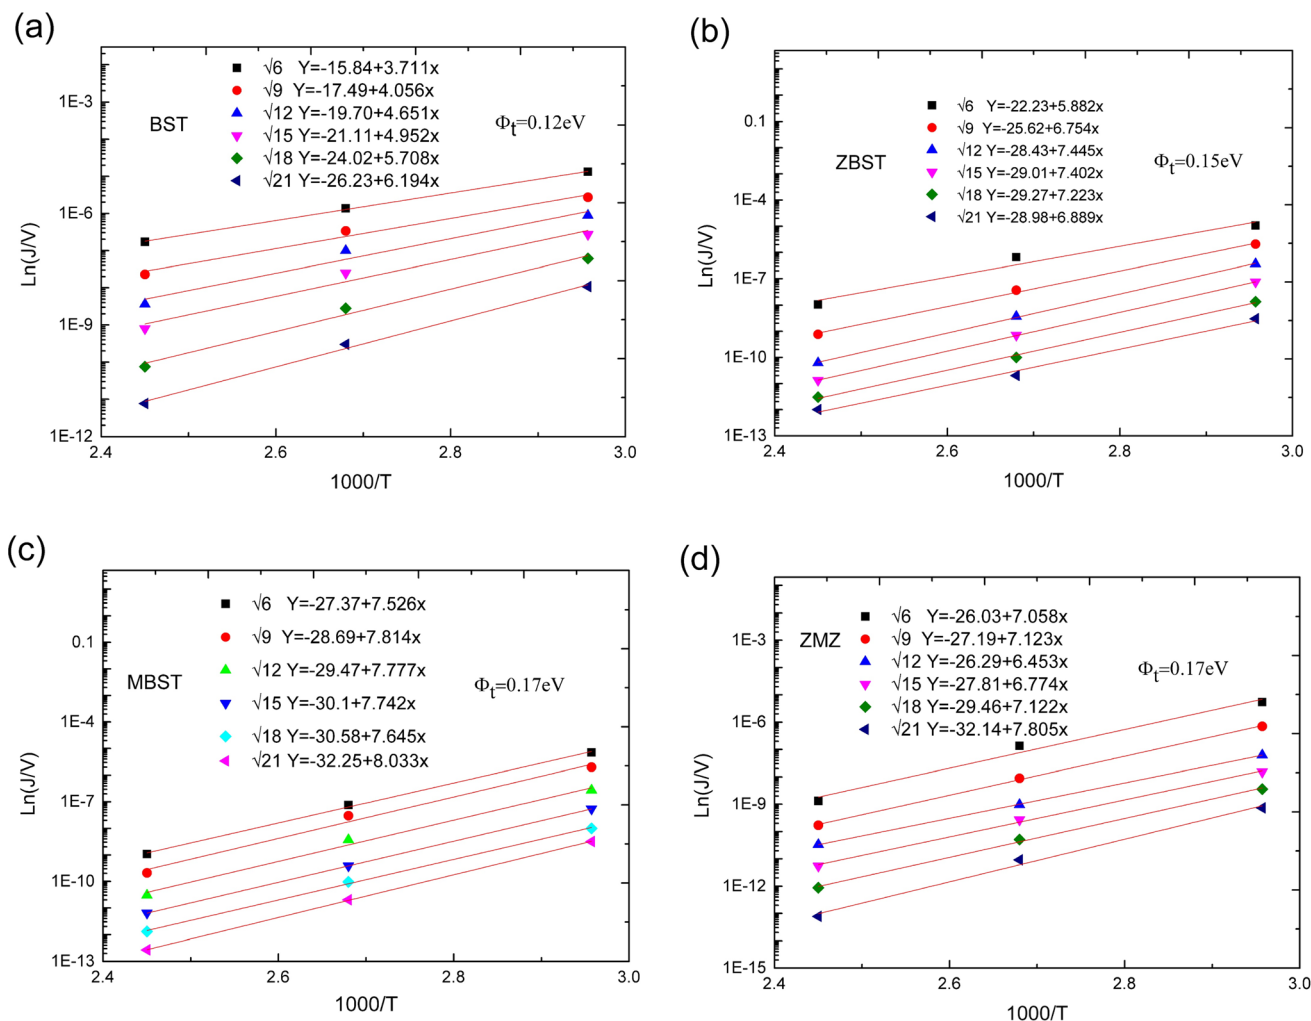 (a)
√6 Y=-15.84+3.711x
√9 Y=-17.49+4.056x
√12 Y=-19.70+4.651x
√15 Y=-21.11+4.952x
√18 Y=-24.02+5.708x
√21 Y=-26.23+6.194x
BST
Φt=0.12eV
1E-3
1E-6
1E-9
1E-12
Ln(J/V)
2.4 2.6 2.8 3.0
1000/T
(b)
√6 Y=-22.23+5.882x
√9 Y=-25.62+6.754x
√12 Y=-28.43+7.445x
√15 Y=-29.01+7.402x
√18 Y=-29.27+7.223x
√21 Y=-28.98+6.889x
ZBST
Φt=0.15eV
0.1
1E-4
1E-7
1E-10
1E-13
Ln(J/V)
2.4 2.6 2.8 3.0
1000/T
(c)
√6 Y=-27.37+7.526x
√9 Y=-28.69+7.814x
√12 Y=-29.47+7.777x
√15 Y=-30.1+7.742x
√18 Y=-30.58+7.645x
√21 Y=-32.25+8.033x
MBST
Φt=0.17eV
0.1
1E-4
1E-7
1E-10
1E-13
Ln(J/V)
2.4 2.6 2.8 3.0
1000/T
(d)
√6 Y=-26.03+7.058x
√9 Y=-27.19+7.123x
√12 Y=-26.29+6.453x
√15 Y=-27.81+6.774x
√18 Y=-29.46+7.122x
√21 Y=-32.14+7.805x
ZMZ
Φt=0.17eV
1E-3
1E-6
1E-9
1E-12
1E-15
Ln(J/V)
2.4 2.6 2.8 3.0
1000/T